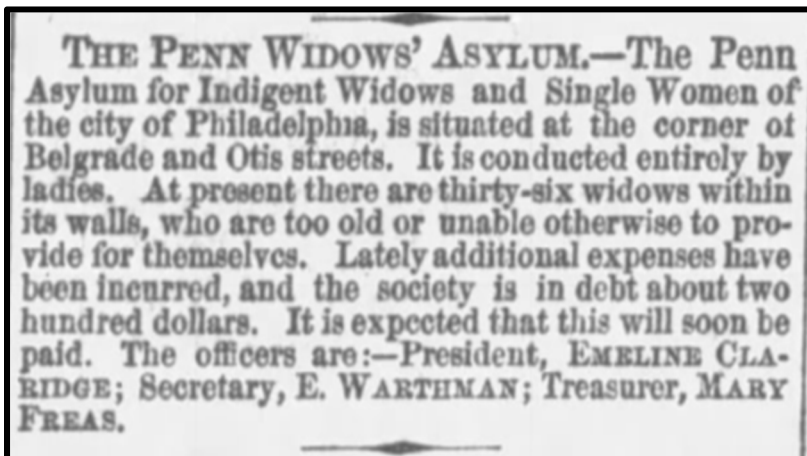 THE PENN WIDOWS' ASYLUM.—The Penn
Asylum for Indigent Widows and Single Women of
the city of Philadelphia, is situated at the corner of
Belgrade and Otis streets. It is conducted entirely by
ladies. At present there are thirty-six widows within
its walls, who are too old or unable otherwise to pro-
vide for themselves. Lately additional expenses have
been incurred, and the society is in debt about two
hundred dollars. It is expected that this will soon be
paid. The officers are:—President, EMELINE CLA-
RIDGE; Secretary, E. WARTHMAN; Treasurer, MARY
FREAS.